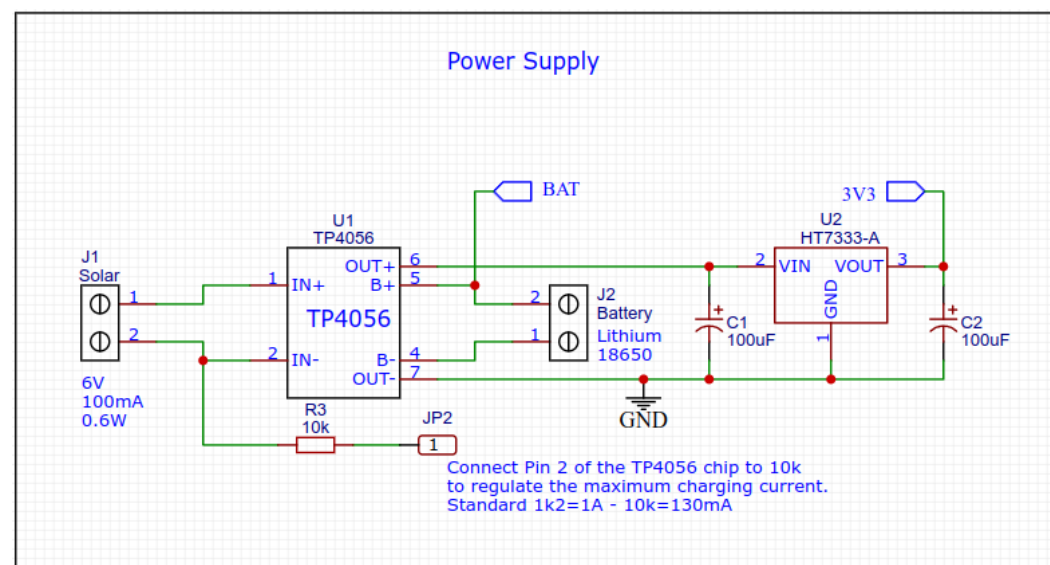 Power Supply
BAT
3V3
U1
TP4056
U2
HT7333-A
J1
Solar
1
2
6V
100mA
0.6W
1
IN+
2
IN-
TP4056
OUT+
6
B+
5
B-
4
OUT-
7
2
1
J2
Battery
Lithium
18650
+
C1
100uF
2
VIN
VOUT
3
GND
1
+
C2
100uF
GND
R3
10k
JP2
1
Connect Pin 2 of the TP4056 chip to 10k
to regulate the maximum charging current.
Standard 1k2=1A - 10k=130mA